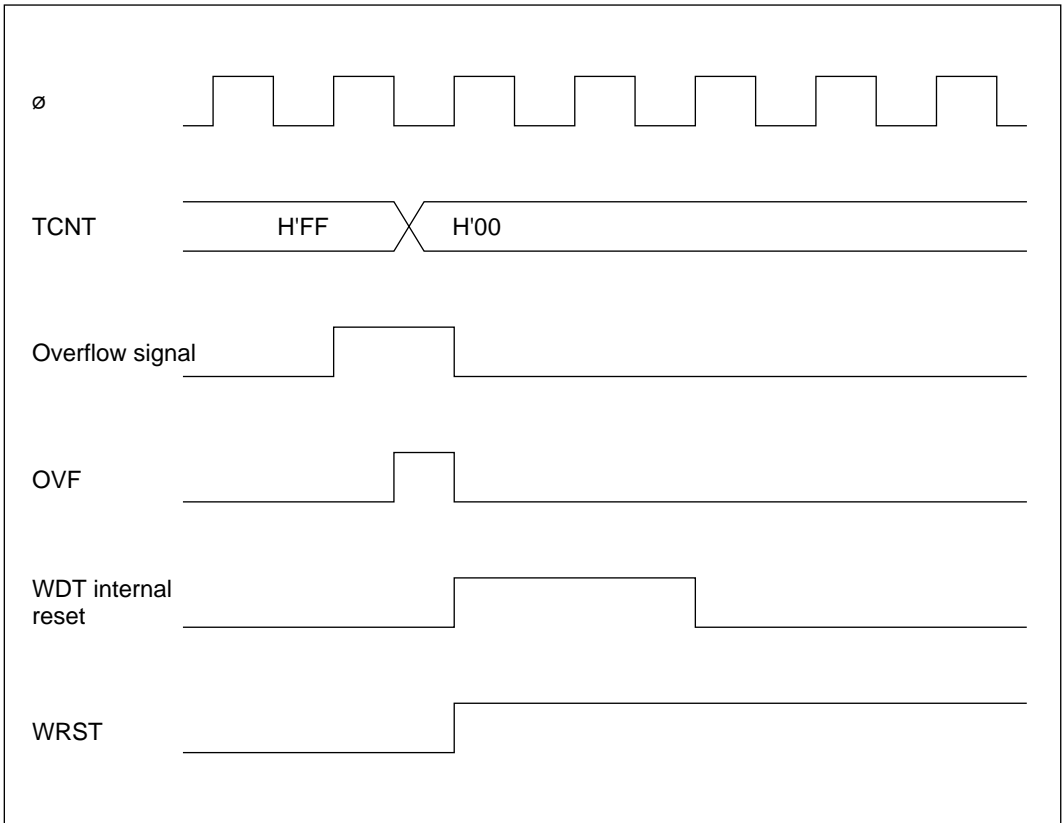 ø
TCNT
H'FF
H'00
Overflow signal
OVF
WDT internal
reset
WRST